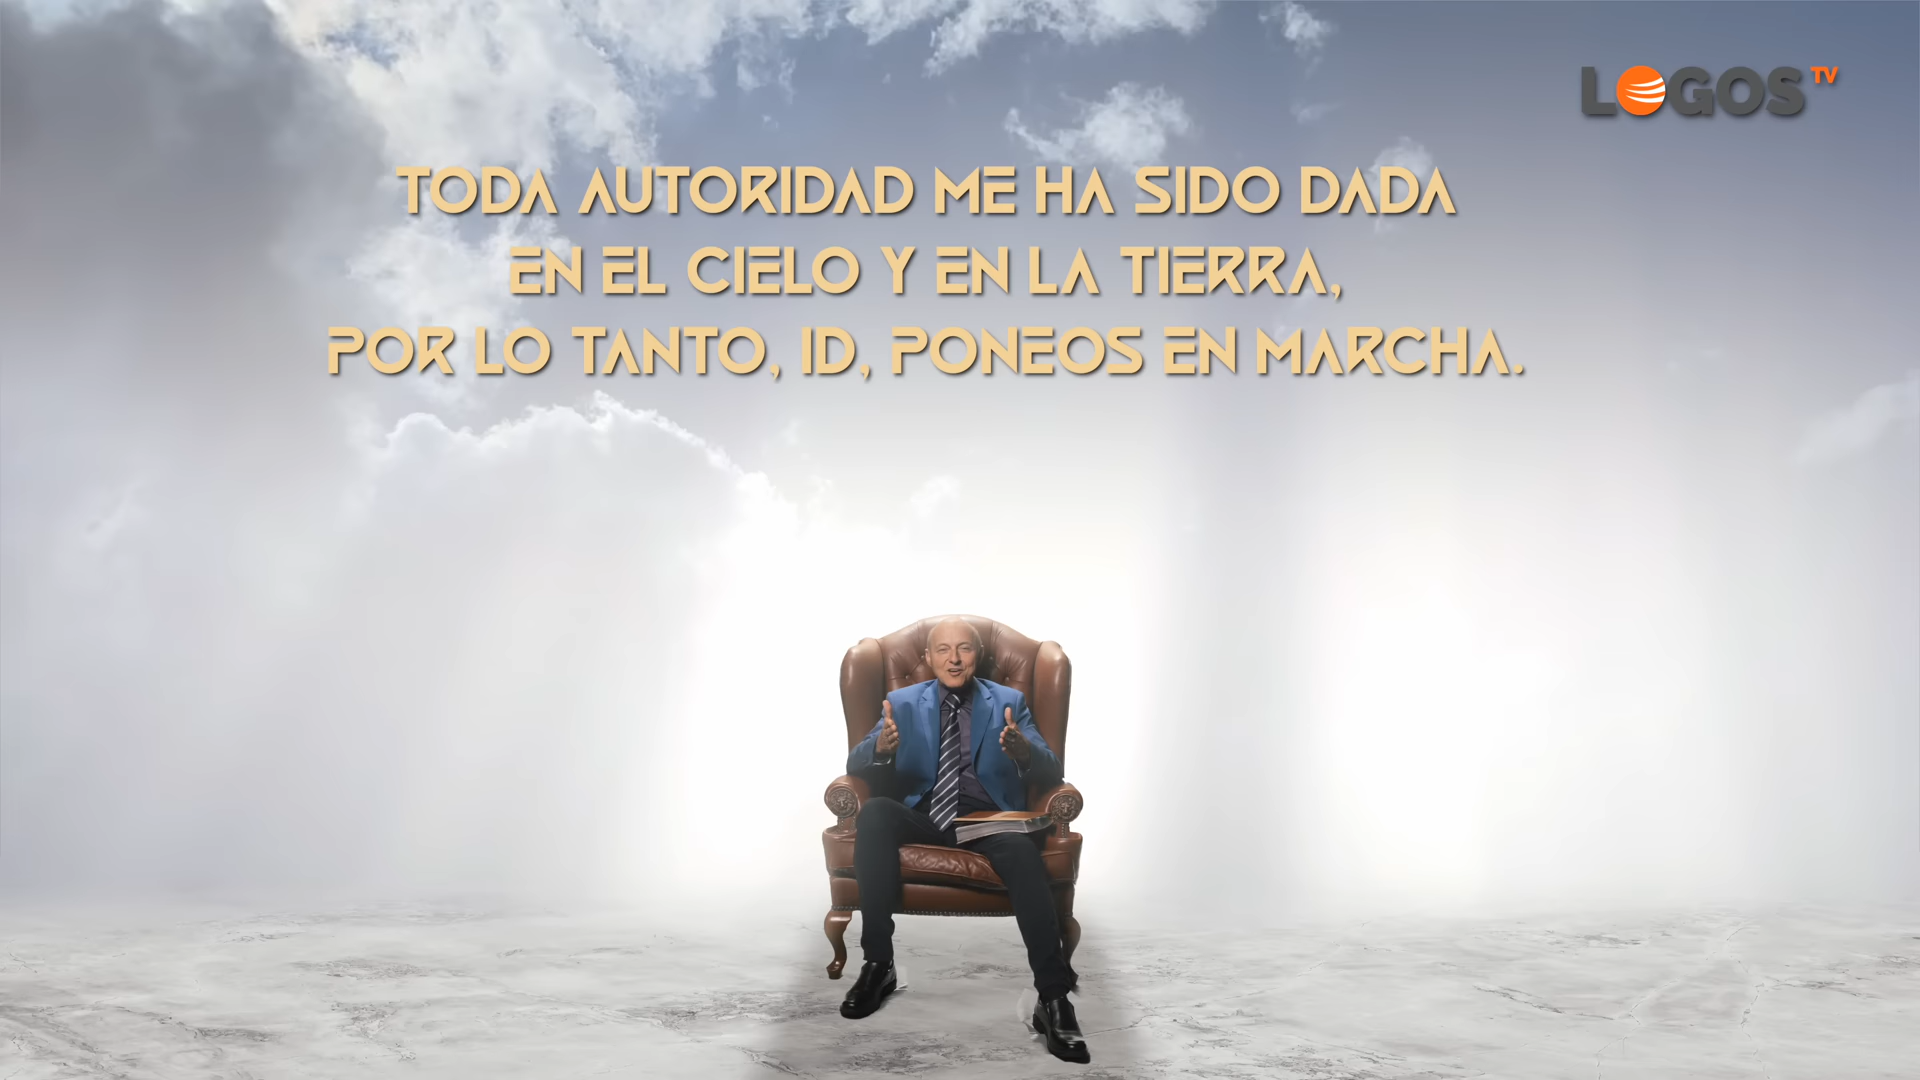 LOGOS TV
TODA AUTORIDAD ME HA SIDO DADA
EN EL CIELO Y EN LA TIERRA,
POR LO TANTO, ID, PONEOS EN MARCHA.